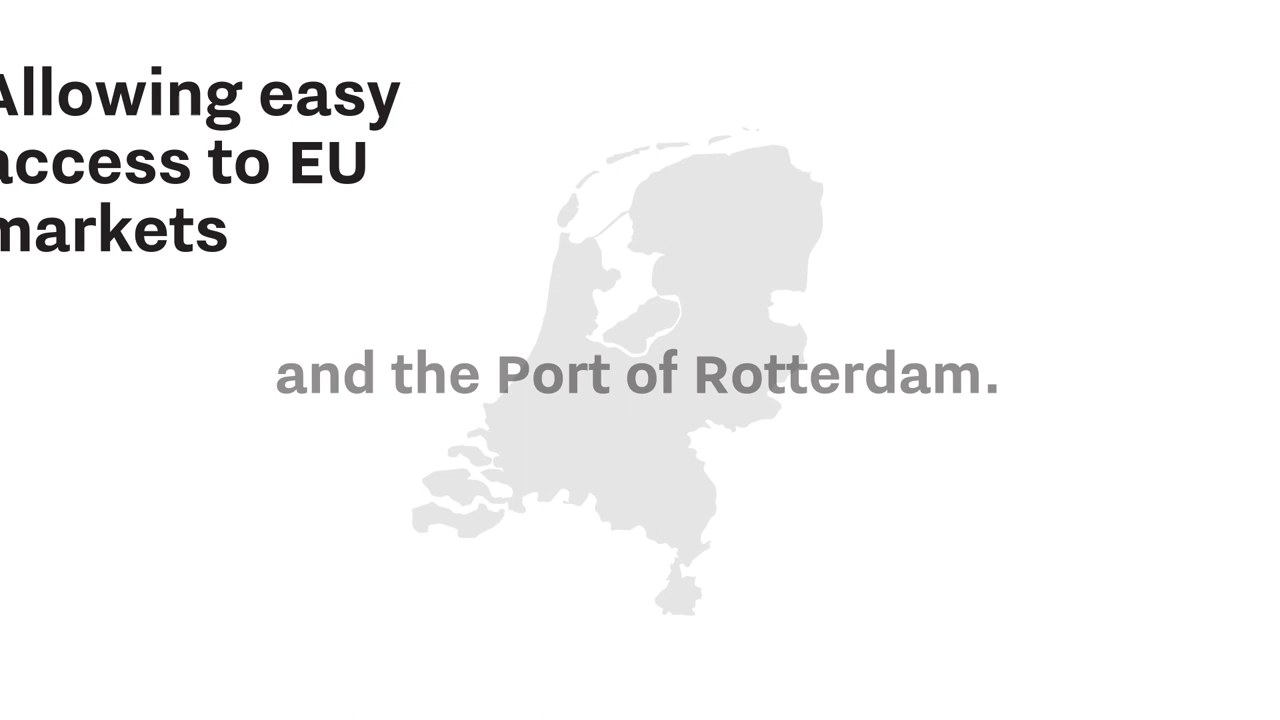 Allowing easy
access to EU
markets
and the Port of Rotterdam.